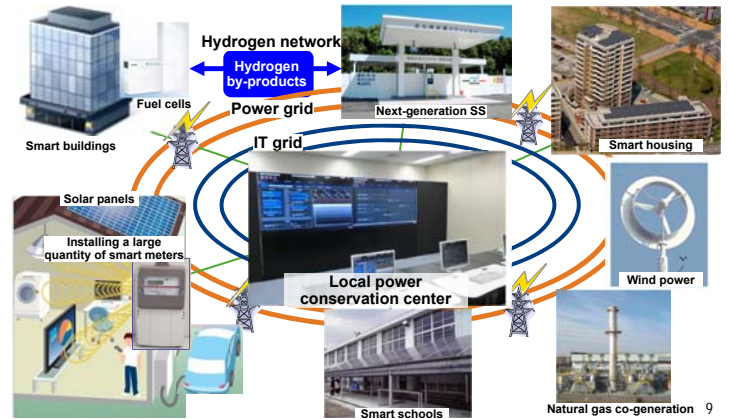 Hydrogen network
Hydrogen
by-products
Fuel cells
Smart buildings
Power grid
Next-generation SS
IT grid
Smart housing
Solar panels
Installing a large
quantity of smart meters
Local power
conservation center
Wind power
Smart schools
Natural gas co-generation
9